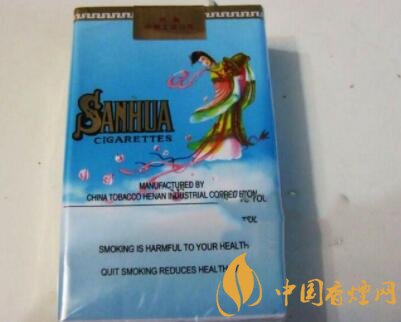 SANHUA
CIGARETTES
MANUFACTURED BY
CHINA TOBACCO HENAN INDUSTRIAL
YOU
SMOKING IS HARMFUL TO YOUR HEALTH
QUIT SMOKING REDUCES HEALTH
中国香烟网